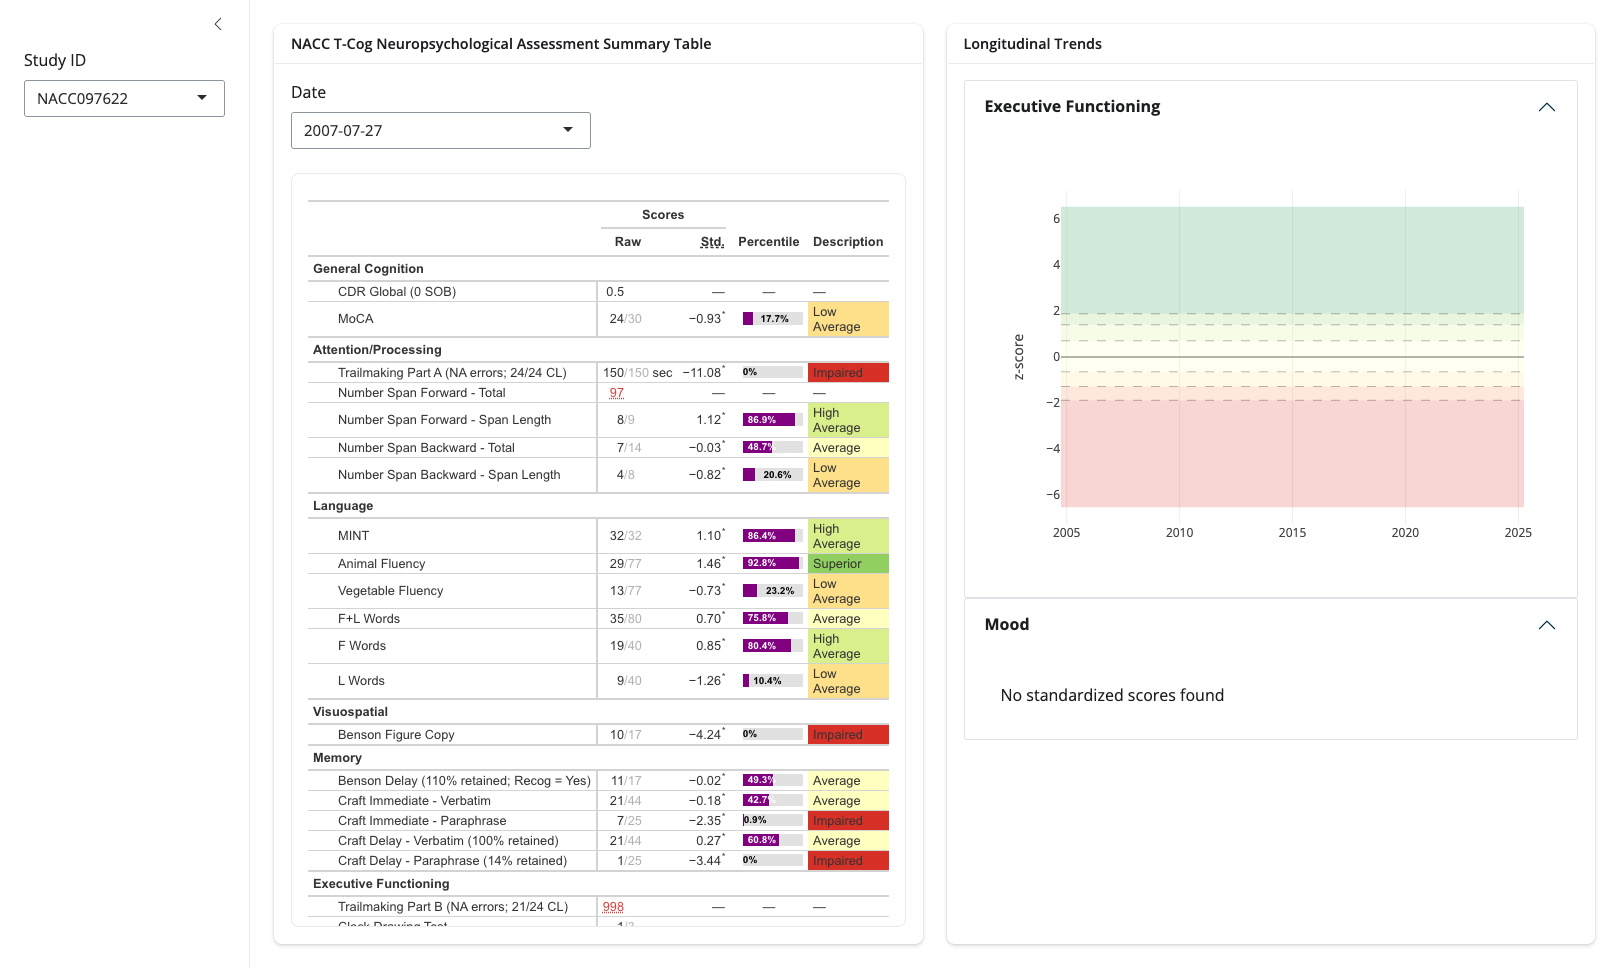 Study ID
NACC097622
NACC T-Cog Neuropsychological Assessment Summary Table
Date
2007-07-27
Scores
Raw Std. Percentile Description
General Cognition
CDR Global (0 SOB) 0.5 — — —
MoCA 24/30 −0.93* 17.7% Low Average
Attention/Processing
Trailmaking Part A (NA errors; 24/24 CL) 150/150 sec −11.08* 0% Impaired
Number Span Forward - Total 97 — — —
Number Span Forward - Span Length 8/9 1.12* 86.9% High Average
Number Span Backward - Total 7/14 −0.03* 48.7% Average
Number Span Backward - Span Length 4/8 −0.82* 20.6% Low Average
Language
MINT 32/32 1.10* 86.4% High Average
Animal Fluency 29/77 1.46* 92.8% Superior
Vegetable Fluency 13/77 −0.73* 23.2% Low Average
F+L Words 35/80 0.70* 75.8% Average
F Words 19/40 0.85* 80.4% High Average
L Words 9/40 −1.26* 10.4% Low Average
Visuospatial
Benson Figure Copy 10/17 −4.24* 0% Impaired
Memory
Benson Delay (110% retained; Recog = Yes) 11/17 −0.02* 49.3% Average
Craft Immediate - Verbatim 21/44 −0.18* 42.7% Average
Craft Immediate - Paraphrase 7/25 −2.35* 0.9% Impaired
Craft Delay - Verbatim (100% retained) 21/44 0.27* 60.8% Average
Craft Delay - Paraphrase (14% retained) 1/25 −3.44* 0% Impaired
Executive Functioning
Trailmaking Part B (NA errors; 21/24 CL) 998 — — —
Clock Drawing Test 1/3
Longitudinal Trends
Executive Functioning
z-score
6
4
2
0
−2
−4
−6
2005 2010 2015 2020 2025
Mood
No standardized scores found